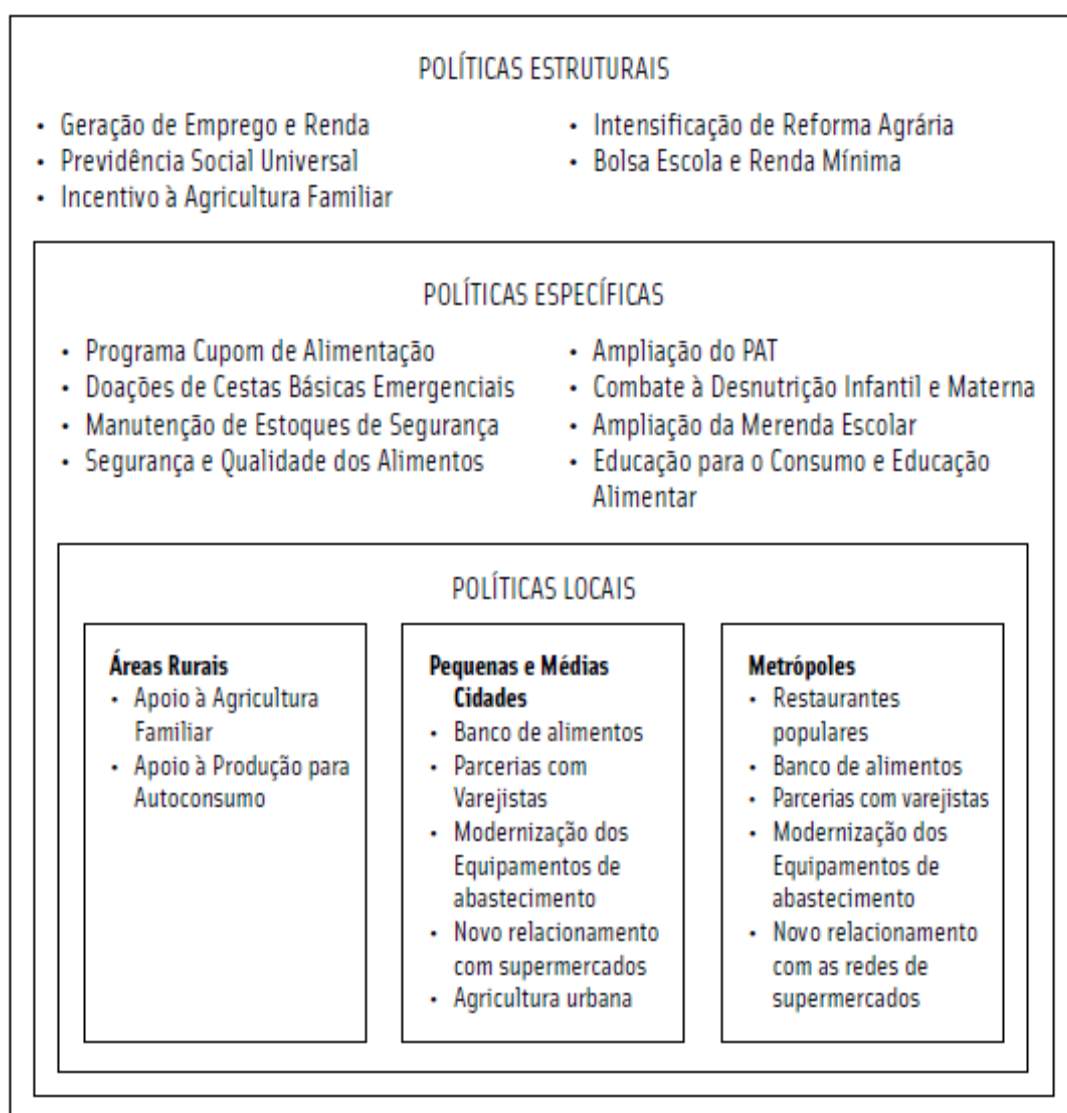 POLÍTICAS ESTRUTURAIS
• Geração de Emprego e Renda
• Previdência Social Universal
• Incentivo à Agricultura Familiar
• Intensificação de Reforma Agrária
• Bolsa Escola e Renda Mínima
POLÍTICAS ESPECÍFICAS
• Programa Cupom de Alimentação
• Doações de Cestas Básicas Emergenciais
• Manutenção de Estoques de Segurança
• Segurança e Qualidade dos Alimentos
• Ampliação do PAT
• Combate à Desnutrição Infantil e Materna
• Ampliação da Merenda Escolar
• Educação para o Consumo e Educação
Alimentar
POLÍTICAS LOCAIS
Áreas Rurais
• Apoio à Agricultura
Familiar
• Apoio à Produção para
Autoconsumo
Pequenas e Médias
Cidades
• Banco de alimentos
• Parcerias com
Varejistas
• Modernização dos
Equipamentos de
abastecimento
• Novo relacionamento
com supermercados
• Agricultura urbana
Metrópoles
• Restaurantes
populares
• Banco de alimentos
• Parcerias com varejistas
• Modernização dos
Equipamentos de
abastecimento
• Novo relacionamento
com as redes de
supermercados